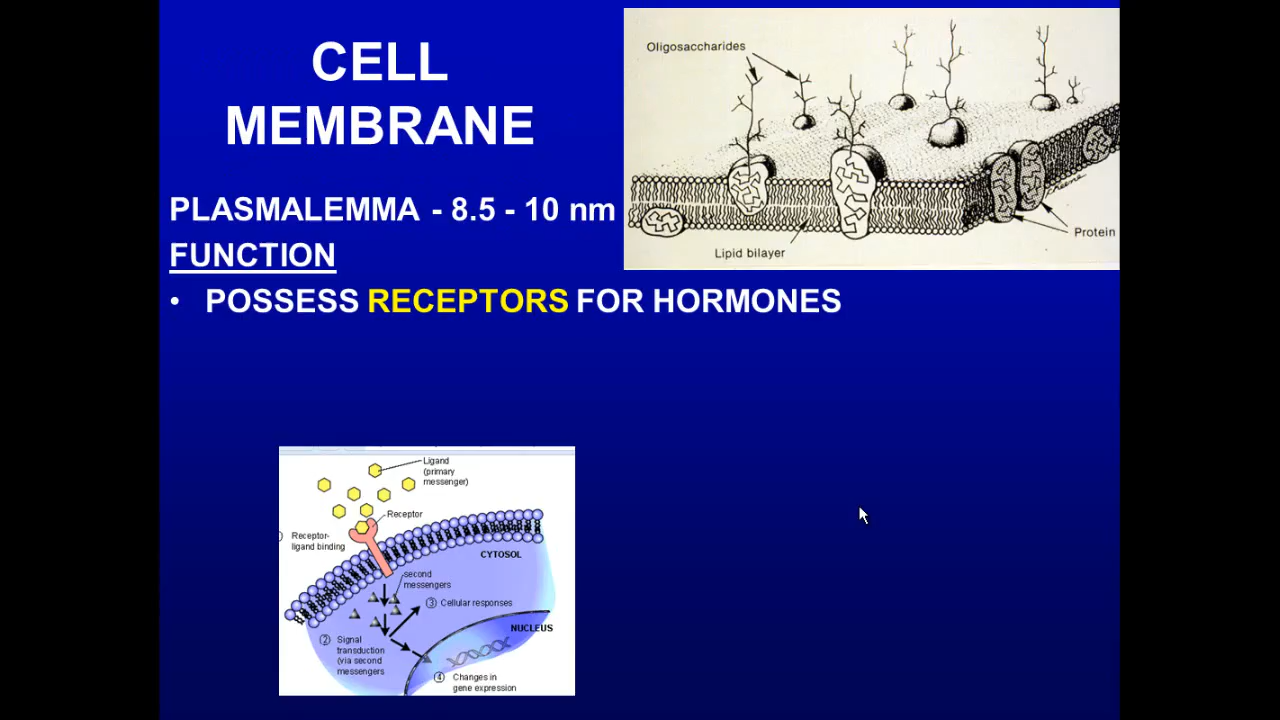 CELL
MEMBRANE
PLASMALEMMA - 8.5 - 10 nm
FUNCTION
• POSSESS RECEPTORS FOR HORMONES
Oligosaccharides
Lipid bilayer
Protein
Ligand
(primary
messenger)
Receptor
Receptor-
ligand binding
CYTOSOL
second
messengers
③ Cellular responses
② Signal
transduction
(via second
messengers
NUCLEUS
④ Changes in
gene expression